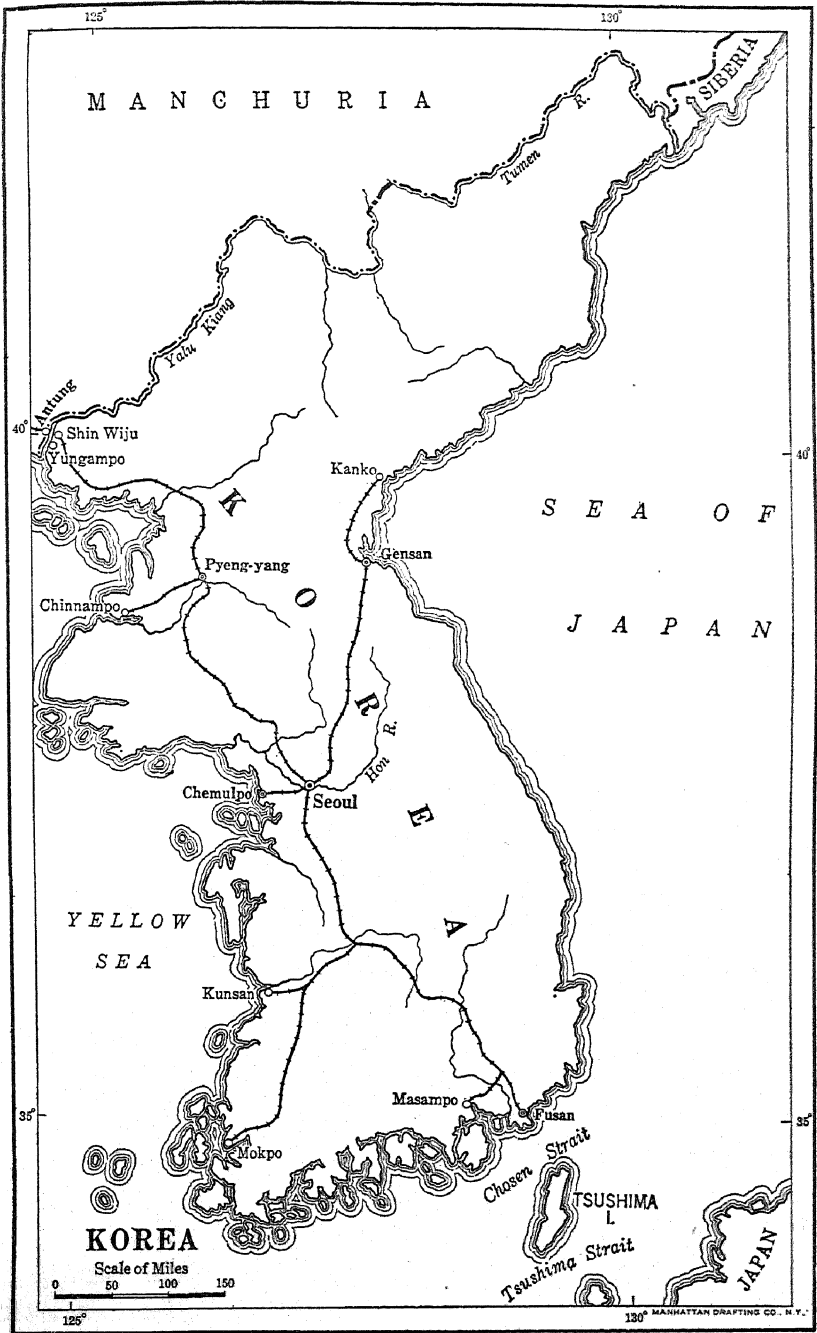 125°
130°
MANCHURIA
SIBERIA
Tumen R.
Yalu Kiang
Antung
40°
Shin Wiju
Yungampo
Kanko
40°
SEA OF
JAPAN
Gensan
Pyeng-yang
Chinnampo
KOREA
Hon R.
Chemulpo
Seoul
YELLOW
SEA
Kunsan
Masampo
Fusan
35°
35°
Mokpo
Chosen Strait
TSUSHIMA
I.
Tsushima Strait
JAPAN
KOREA
Scale of Miles
0 50 100 150
125°
130°
MANHATTAN DRAFTING CO., N.Y.